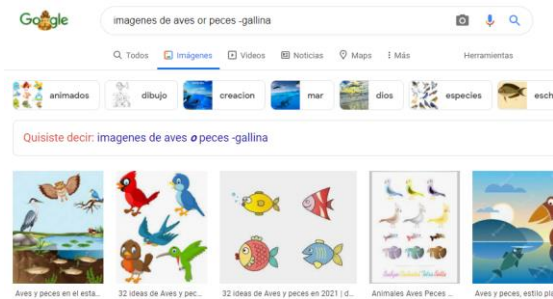 Google
imagenes de aves or peces -gallina
Todos Imágenes Videos Noticias Maps Más Herramientas
animados dibujo creacion mar dios especies esch
Quisiste decir: imagenes de aves o peces -gallina
Aves y peces en el esta... 32 ideas de Aves y pec... 32 ideas de Aves y peces en 2021 | d... Animales Aves Peces ... Aves y peces, estilo pla